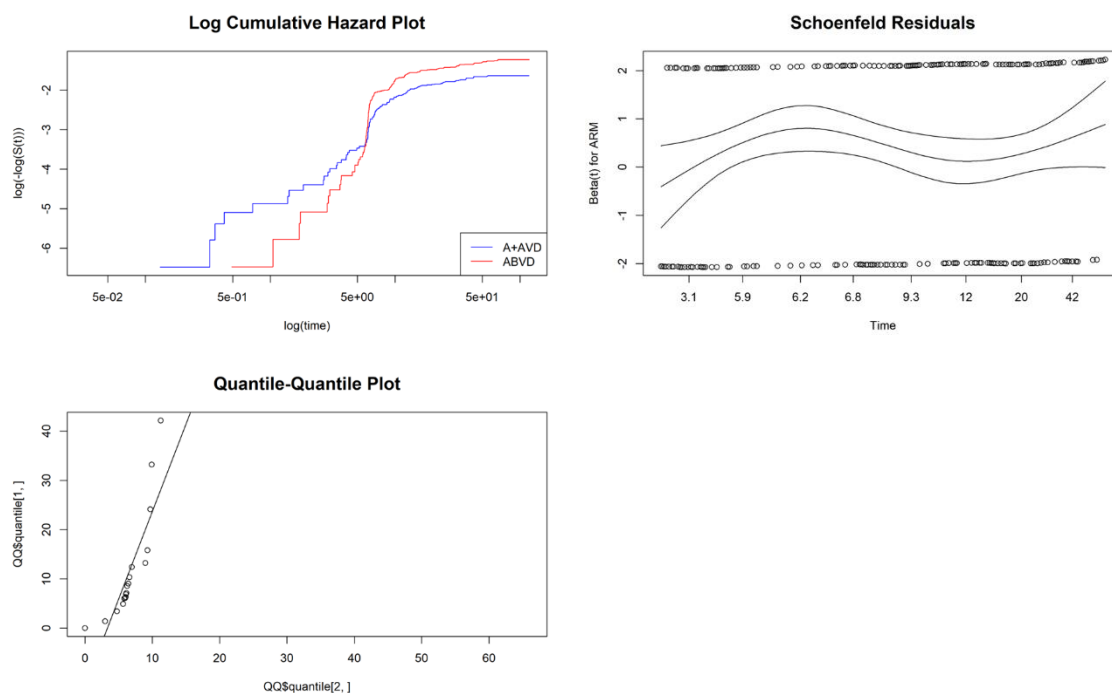 Log Cumulative Hazard Plot
log(-log(S(t)))
-2
-3
-4
-5
-6
A+AVD
ABVD
5e-02 5e-01 5e+00 5e+01
log(time)
Schoenfeld Residuals
Beta(t) for ARM
2
1
0
-1
-2
3.1 5.9 6.2 6.8 9.3 12 20 42
Time
Quantile-Quantile Plot
QQ$quantile[1, ]
40
30
20
10
0
0 10 20 30 40 50 60
QQ$quantile[2, ]